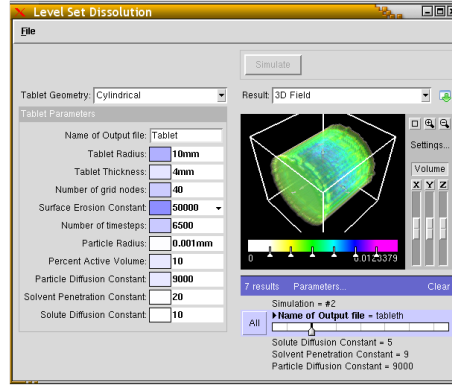 Level Set Dissolution
File
Simulate
Tablet Geometry: Cylindrical
Result: 3D Field
Tablet Parameters
Name of Output file: Tablet
Tablet Radius: 10mm
Tablet Thickness: 4mm
Number of grid nodes: 40
Surface Erosion Constant: 50000
Number of timesteps: 6500
Particle Radius: 0.001mm
Percent Active Volume: 10
Particle Diffusion Constant: 9000
Solvent Penetration Constant: 20
Solute Diffusion Constant: 10
Settings...
Volume
X Y Z
0 0.0123379
7 results Parameters... Clear
Simulation = #2
All
Name of Output file = tableth
Solute Diffusion Constant = 5
Solvent Penetration Constant = 9
Particle Diffusion Constant = 9000